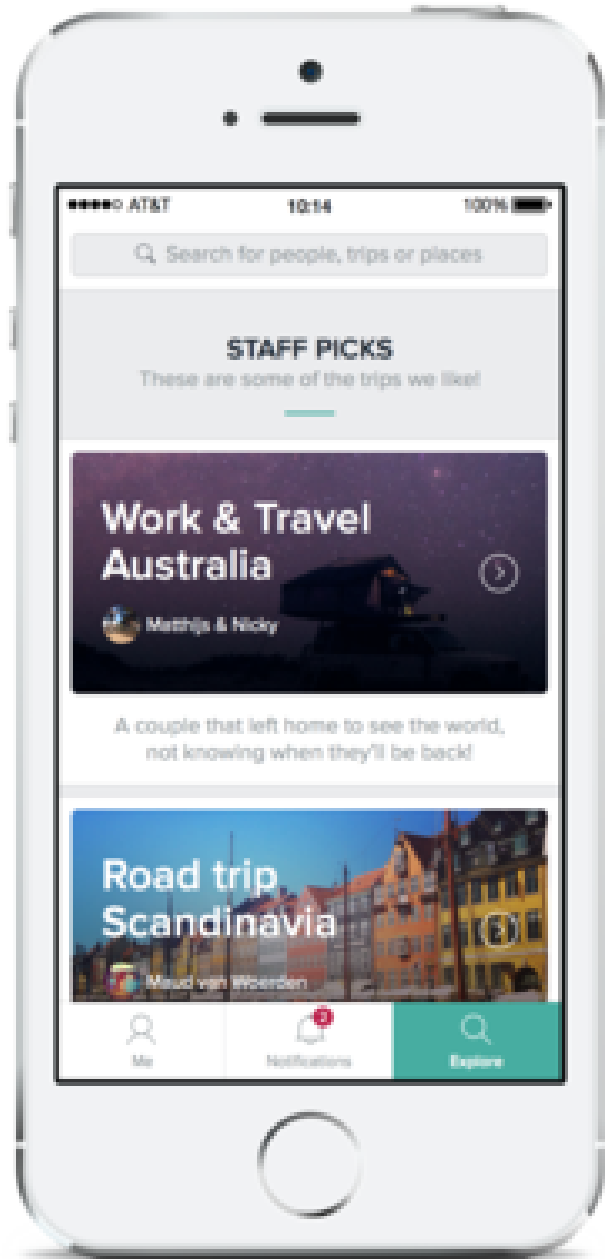 AT&T
10:14
100%
Search for people, trips or places
STAFF PICKS
These are some of the trips we like!
Work & Travel
Australia
Matthijs & Nicky
A couple that left home to see the world,
not knowing when they'll be back!
Road trip
Scandinavia
Maud van Woerden
Me
Notifications
Explore